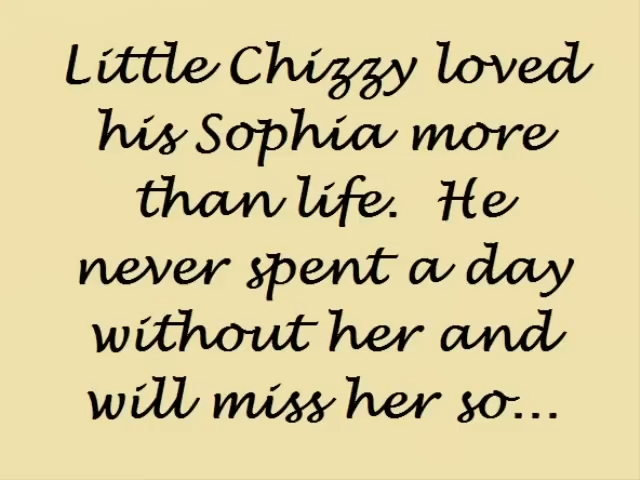 Little Chizzy loved
his Sophia more
than life.  He
never spent a day
without her and
will miss her so...